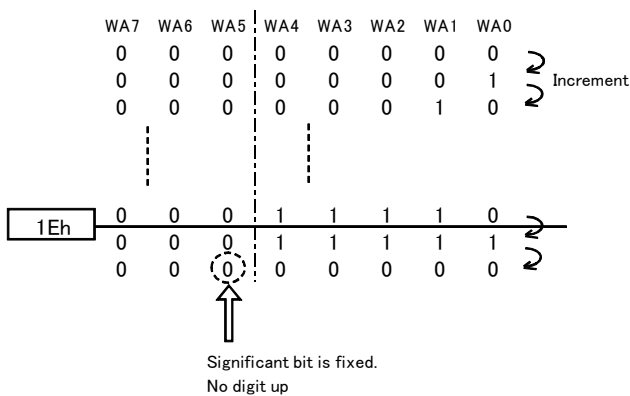 WA7 WA6 WA5 WA4 WA3 WA2 WA1 WA0
0 0 0 0 0 0 0 0
0 0 0 0 0 0 0 1
Increment
0 0 0 0 0 0 1 0
0 0 0 1 1 1 1 0
1Eh
0 0 0 1 1 1 1 1
0 0 0 0 0 0 0 0
Significant bit is fixed.
No digit up